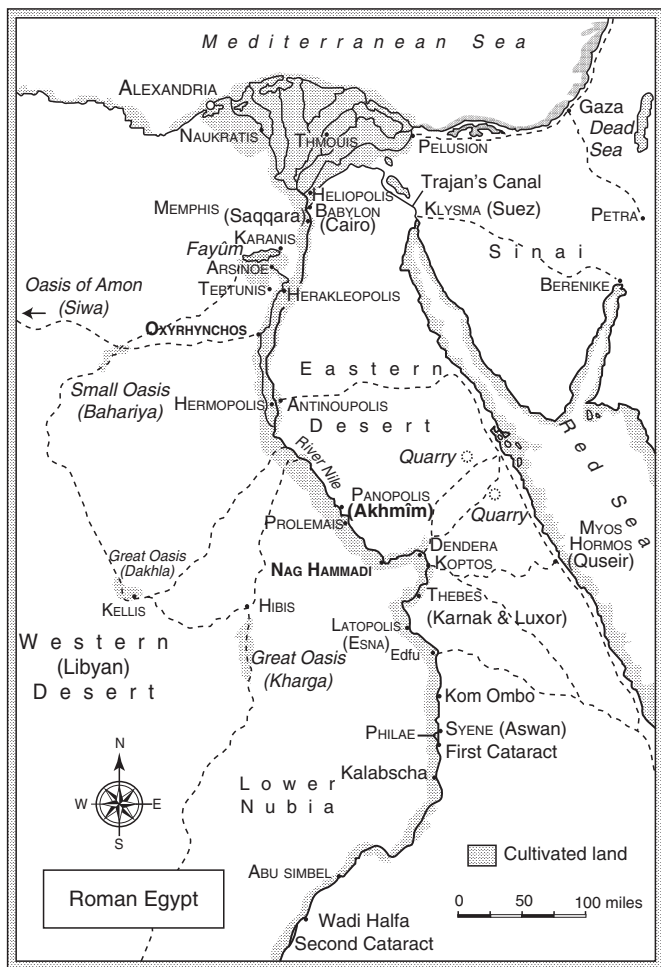 Mediterranean Sea
ALEXANDRIA
NAUKRATIS
THMOUIS
PELUSION
Gaza
Dead
Sea
HELIOPOLIS
Trajan's Canal
MEMPHIS
(Saqqara)
BABYLON
(Cairo)
KLYSMA (Suez)
PETRA
KARANIS
Fayûm
ARSINOE
Sinai
Oasis of Amon
(Siwa)
TEBTUNIS
HERAKLEOPOLIS
BERENIKE
OXYRHYNCHOS
Eastern
Desert
Small Oasis
(Bahariya)
HERMOPOLIS
ANTINOUPOLIS
Red Sea
River Nile
Quarry
PANOPOLIS
(Akhmîm)
Quarry
PROLEMAIS
MYOS
HORMOS
(Quseir)
Great Oasis
(Dakhla)
NAG HAMMADI
DENDERA
KOPTOS
KELLIS
HIBIS
THEBES
(Karnak & Luxor)
LATOPOLIS
(ESNA)
Edfu
Western
(Libyan)
Desert
Great Oasis
(Kharga)
Kom Ombo
PHILAE
SYENE (Aswan)
First Cataract
N
W
E
S
Kalabscha
Lower
Nubia
Cultivated land
ABU SIMBEL
Roman Egypt
0 50 100 miles
Wadi Halfa
Second Cataract